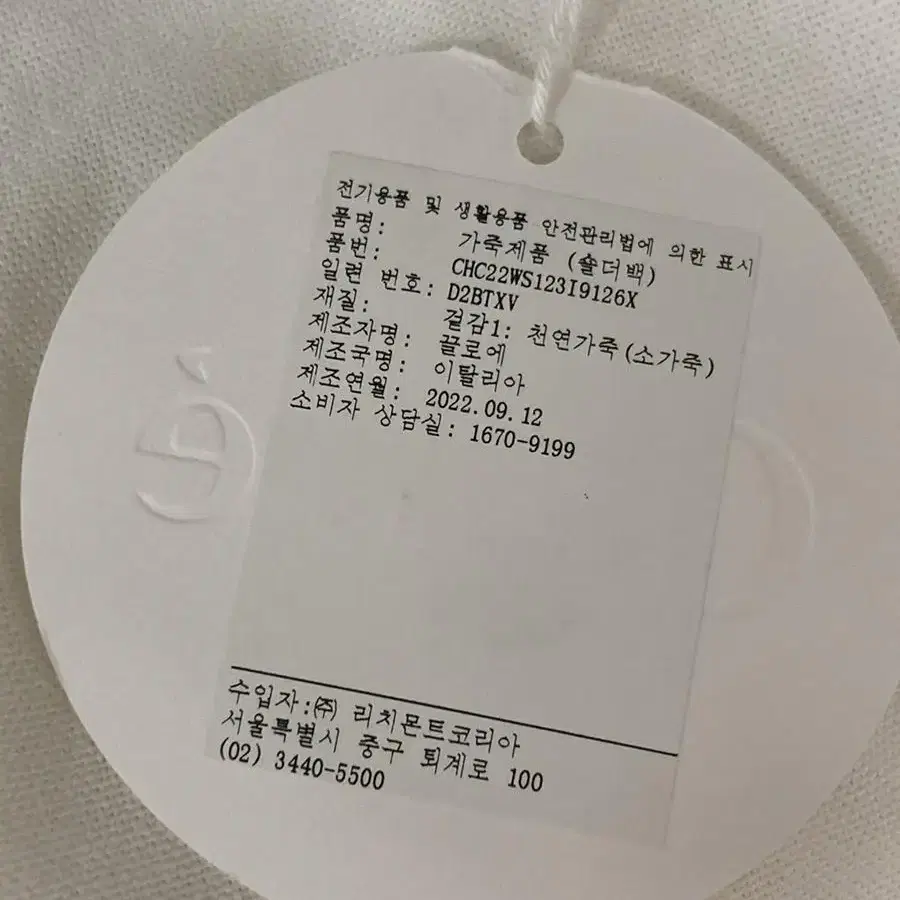 전기용품 및 생활용품 안전관리법에 의한 표시
품명: 가죽제품 (숄더백)
품번: CHC22WS123I9126X
일련 번호: D2BTXV
재질: 겉감1: 천연가죽(소가죽)
제조자명: 끌로에
제조국명: 이탈리아
제조연월: 2022.09.12
소비자 상담실: 1670-9199
수입자:㈜ 리치몬트코리아
서울특별시 중구 퇴계로 100
(02) 3440-5500